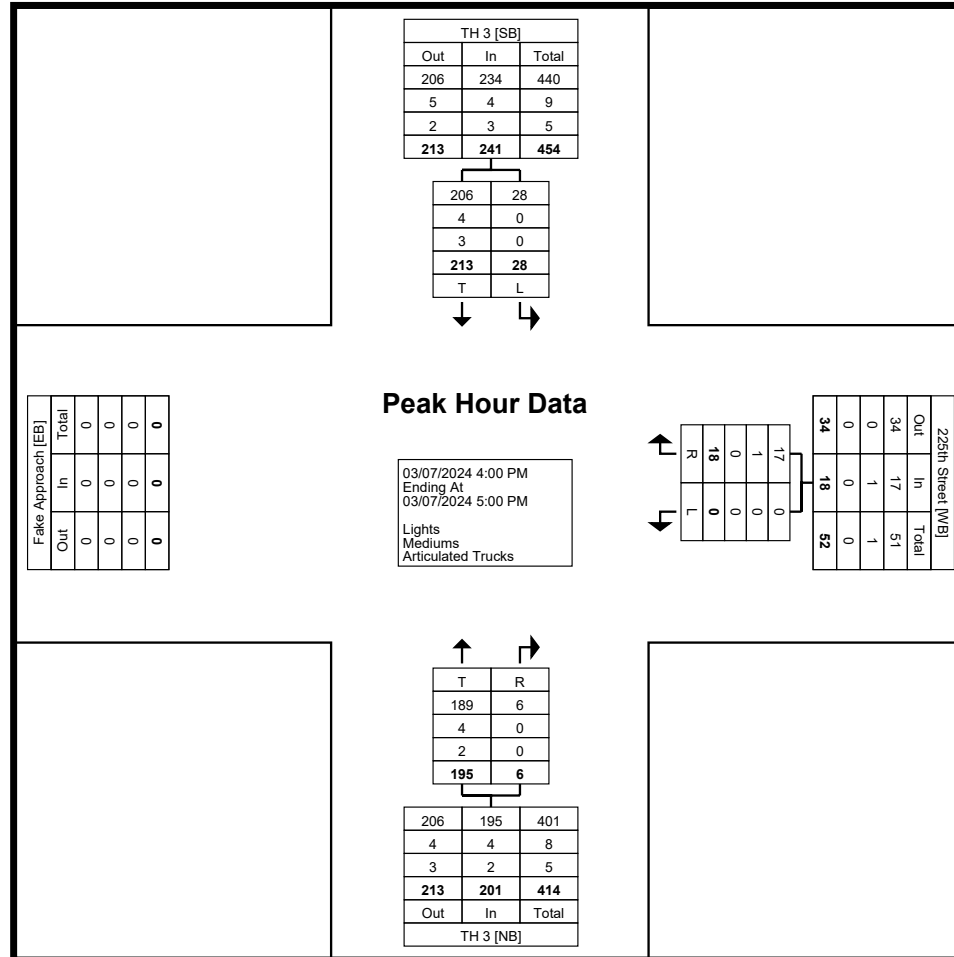 TH 3 [SB]
Out In Total
206 234 440
5 4 9
2 3 5
213 241 454
206 28
4 0
3 0
213 28
T L
Peak Hour Data
Fake Approach [EB]
Total 0 0 0 0
In 0 0 0 0
Out 0 0 0 0
03/07/2024 4:00 PM
Ending At
03/07/2024 5:00 PM
Lights
Mediums
Articulated Trucks
R 18 0 1 17
L 0 0 0 0
225th Street [WB]
Out In Total
34 17 51
0 1 1
0 0 0
34 18 52
T R
189 6
4 0
2 0
195 6
206 195 401
4 4 8
3 2 5
213 201 414
Out In Total
TH 3 [NB]